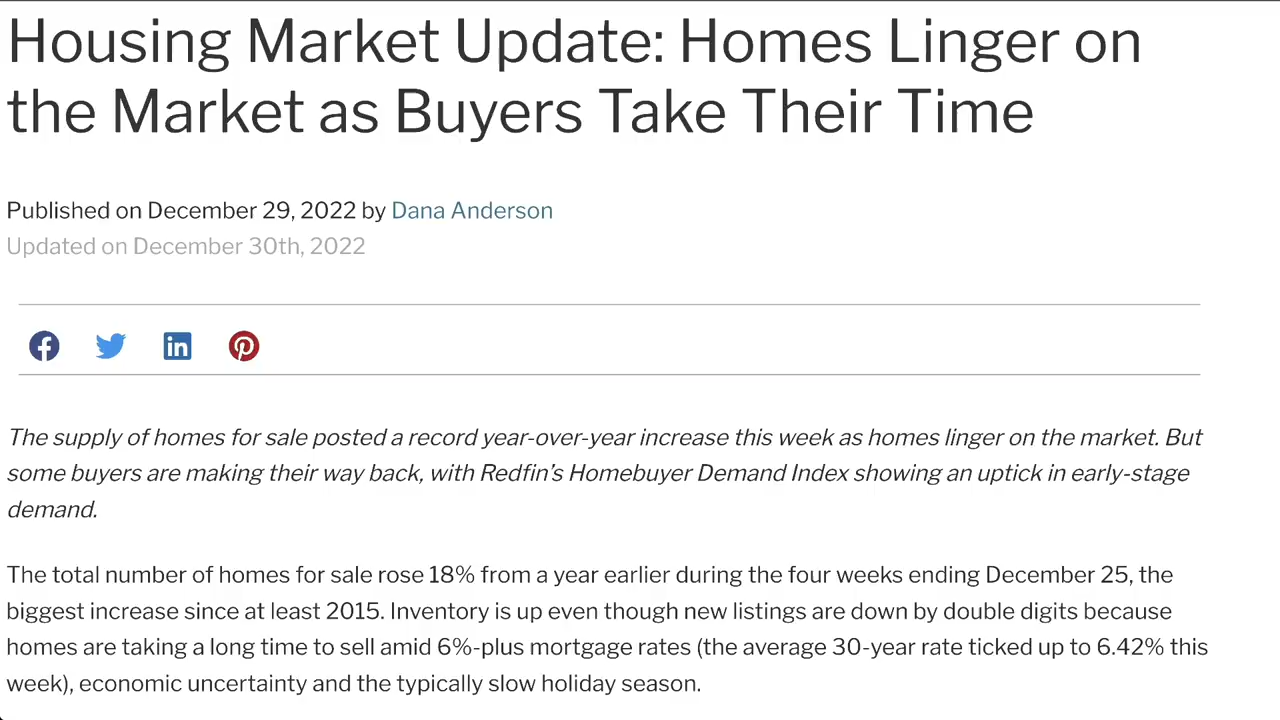 Housing Market Update: Homes Linger on
the Market as Buyers Take Their Time
Published on December 29, 2022 by Dana Anderson
Updated on December 30th, 2022
in
The supply of homes for sale posted a record year-over-year increase this week as homes linger on the market. But
some buyers are making their way back, with Redfin’s Homebuyer Demand Index showing an uptick in early-stage
demand.
The total number of homes for sale rose 18% from a year earlier during the four weeks ending December 25, the
biggest increase since at least 2015. Inventory is up even though new listings are down by double digits because
homes are taking a long time to sell amid 6%-plus mortgage rates (the average 30-year rate ticked up to 6.42% this
week), economic uncertainty and the typically slow holiday season.